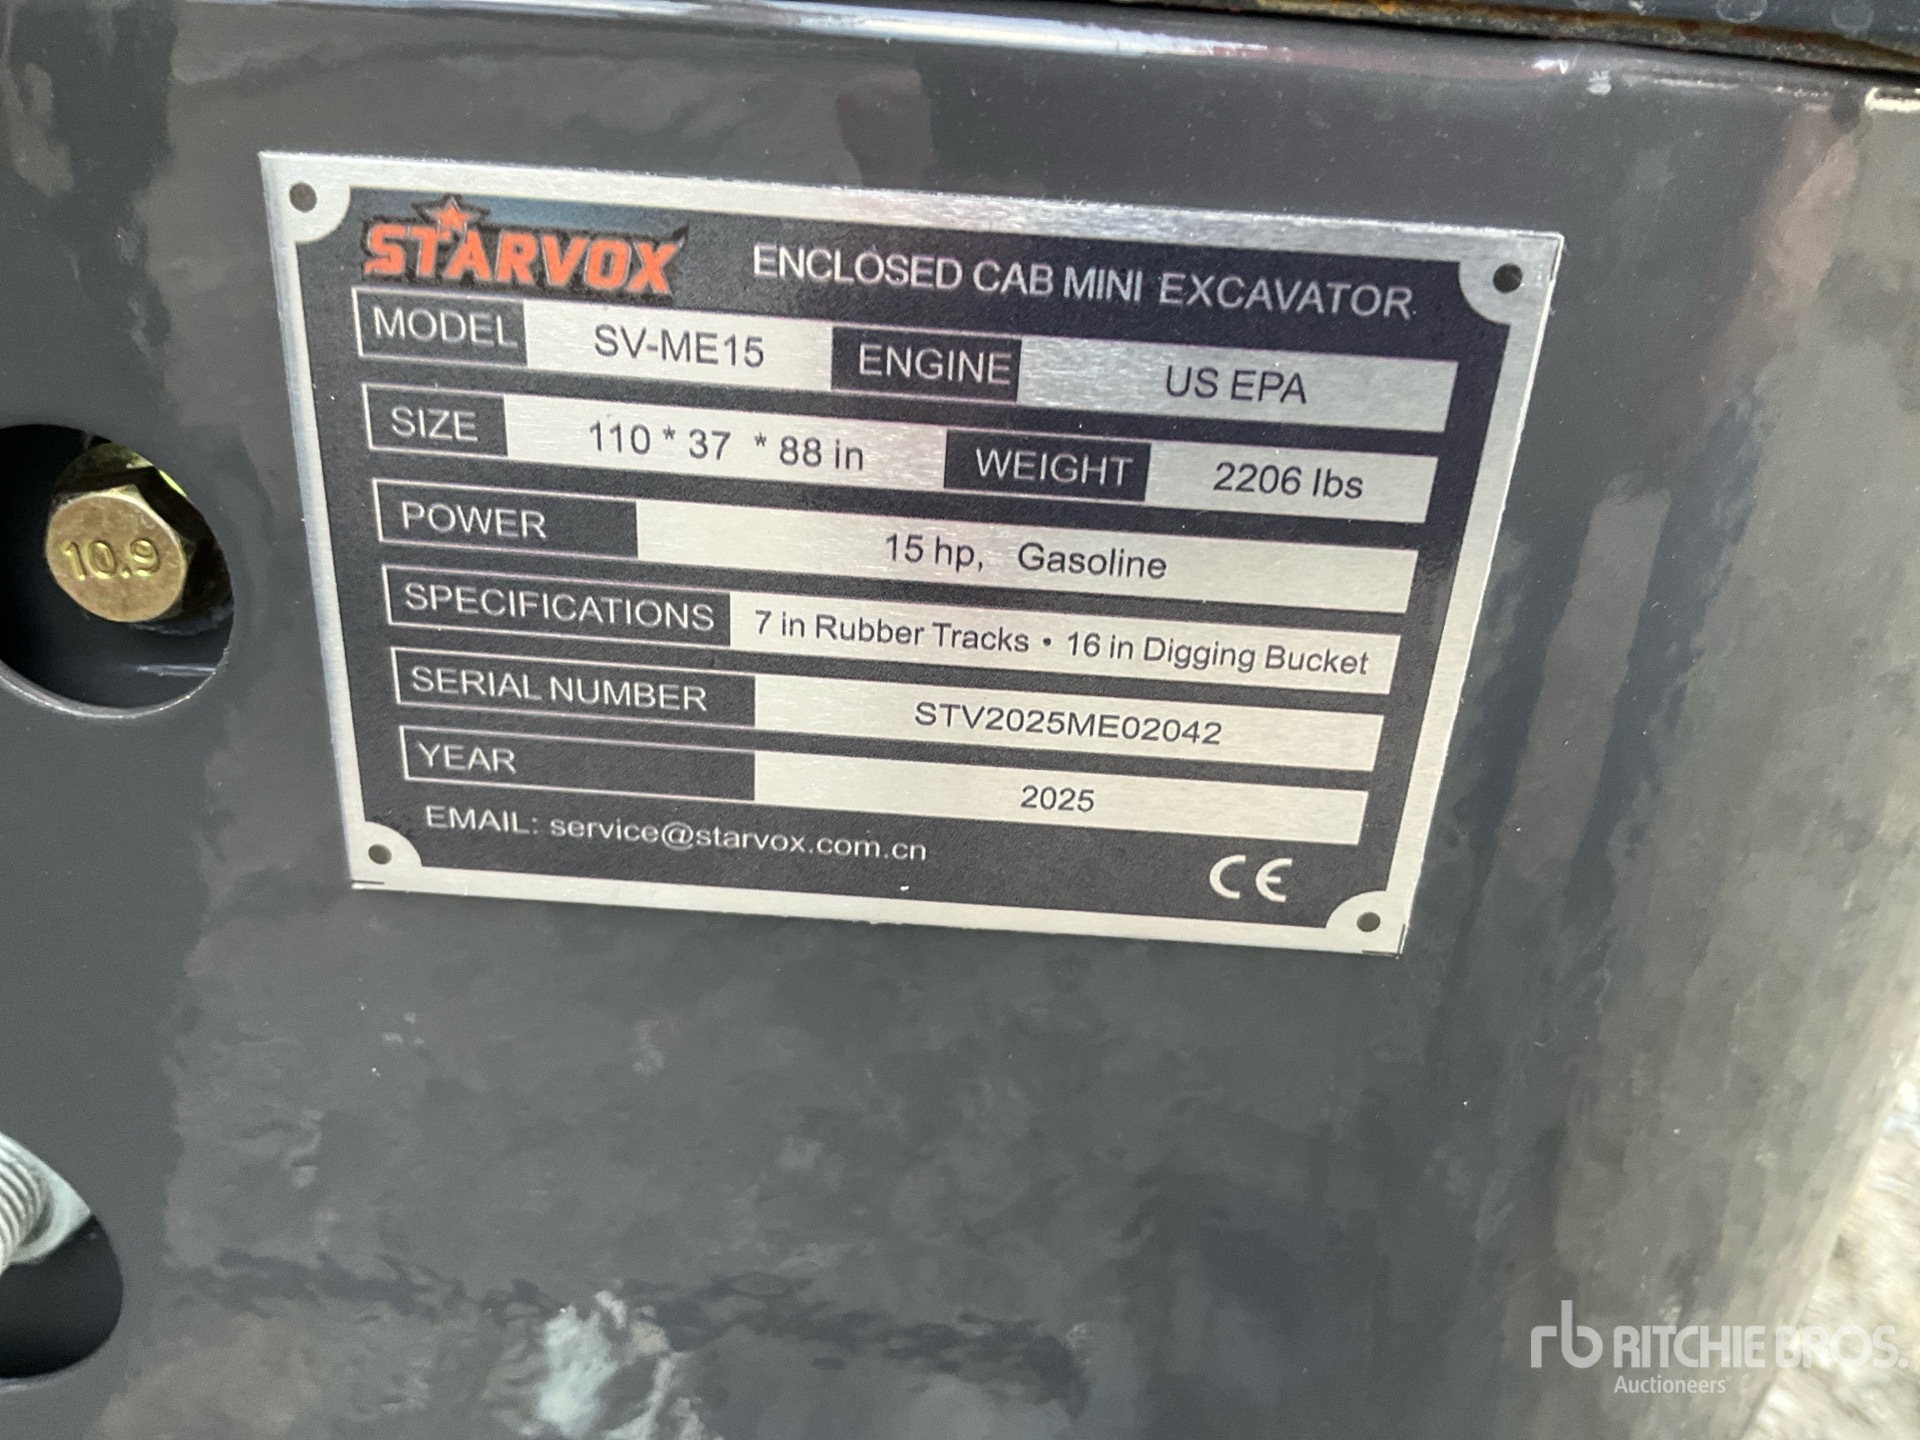 STARVOX ENCLOSED CAB MINI EXCAVATOR
MODEL SV-ME15 ENGINE US EPA
SIZE 110 * 37 * 88 in WEIGHT 2206 lbs
POWER 15 hp, Gasoline
SPECIFICATIONS 7 in Rubber Tracks • 16 in Digging Bucket
SERIAL NUMBER STV2025ME02042
YEAR 2025
EMAIL: service@starvox.com.cn
CE
10.9
rb RITCHIE BROS.
Auctioneers